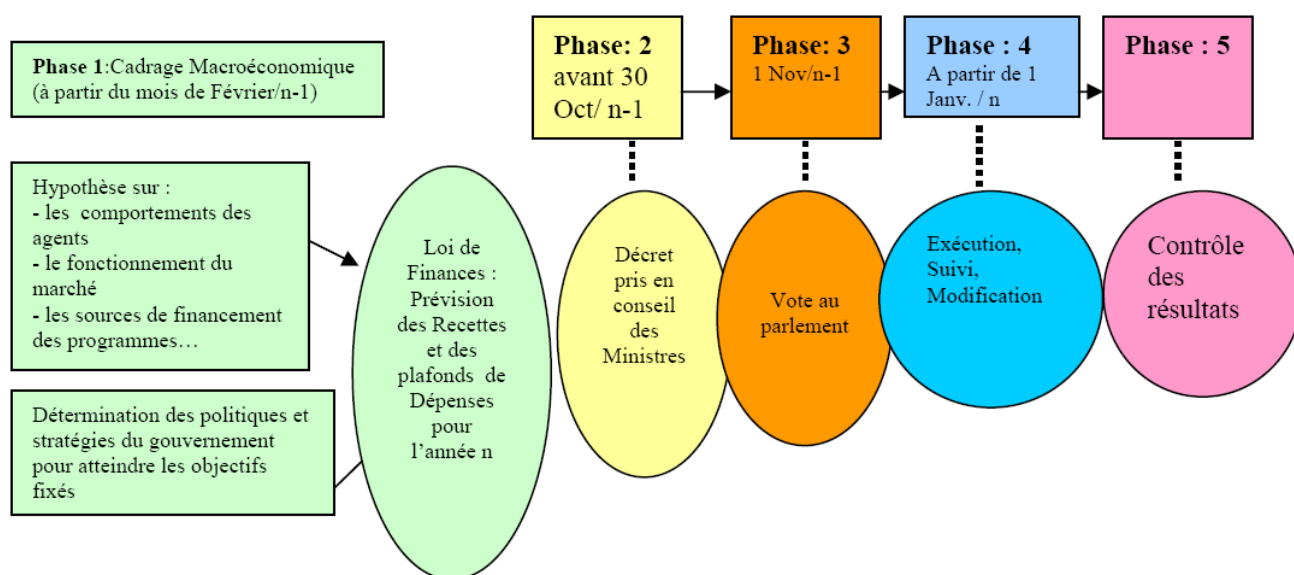 Phase 1:Cadrage Macroéconomique
(à partir du mois de Février/n-1)
Phase: 2
avant 30
Oct/ n-1
Phase: 3
1 Nov/n-1
Phase : 4
A partir de 1
Janv. / n
Phase : 5
Hypothèse sur :
- les comportements des
agents
- le fonctionnement du
marché
- les sources de financement
des programmes…
Détermination des politiques et
stratégies du gouvernement
pour atteindre les objectifs
fixés
Loi de
Finances :
Prévision
des Recettes
et des
plafonds de
Dépenses
pour
l’année n
Décret
pris en
conseil
des
Ministres
Vote au
parlement
Exécution,
Suivi,
Modification
Contrôle
des
résultats